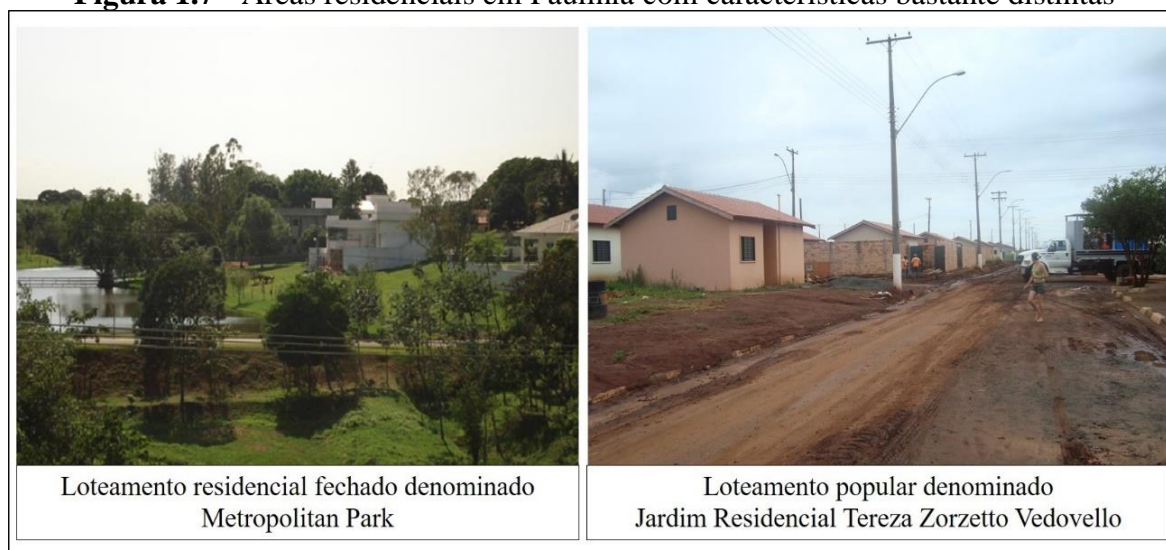 Figura 1.7 - Áreas residenciais em Paulínia com características bastante distintas
Loteamento residencial fechado denominado
Metropolitan Park
Loteamento popular denominado
Jardim Residencial Tereza Zorzetto Vedovello